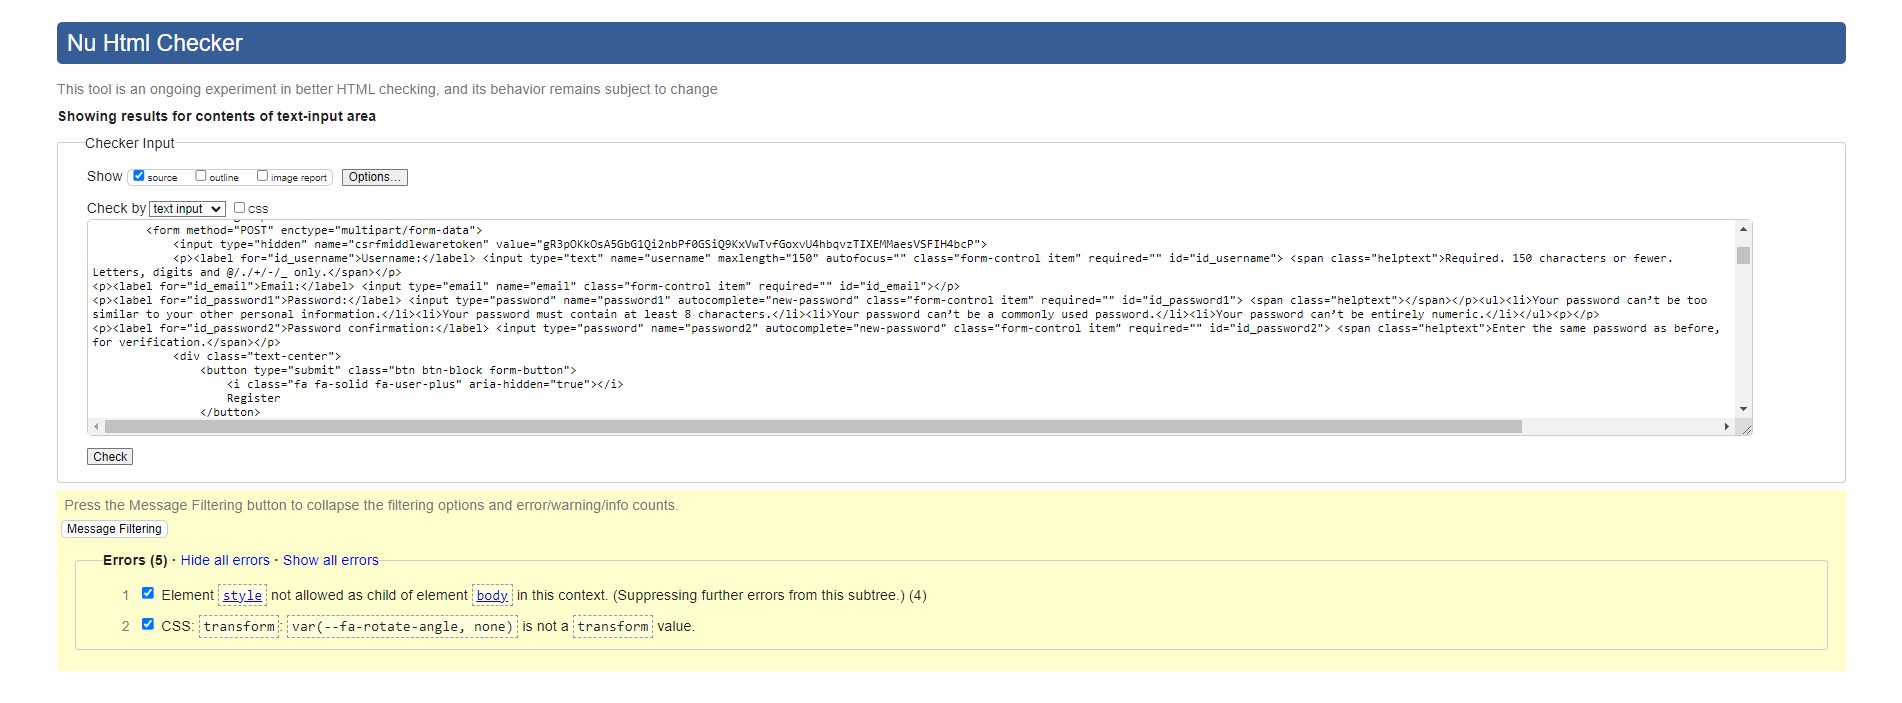 Nu Html Checker
This tool is an ongoing experiment in better HTML checking, and its behavior remains subject to change
Showing results for contents of text-input area
Checker Input
Show source outline image report Options...
Check by text input css
<form method="POST" enctype="multipart/form-data">
<input type="hidden" name="csrfmiddlewaretoken" value="gR3pOKkOsA5GbG1Qi2nbPf0GSiQ9KxVwTvfGoxvU4hbqvzTIXEMMaesVSFIH4bcP">
<p><label for="id_username">Username:</label> <input type="text" name="username" maxlength="150" autofocus="" class="form-control item" required="" id="id_username"> <span class="helptext">Required. 150 characters or fewer.
Letters, digits and @/./+/-/_ only.</span></p>
<p><label for="id_email">Email:</label> <input type="email" name="email" class="form-control item" required="" id="id_email"></p>
<p><label for="id_password1">Password:</label> <input type="password" name="password1" autocomplete="new-password" class="form-control item" required="" id="id_password1"> <span class="helptext"></span></p><ul><li>Your password can’t be too
similar to your other personal information.</li><li>Your password must contain at least 8 characters.</li><li>Your password can’t be a commonly used password.</li><li>Your password can’t be entirely numeric.</li></ul><p></p>
<p><label for="id_password2">Password confirmation:</label> <input type="password" name="password2" autocomplete="new-password" class="form-control item" required="" id="id_password2"> <span class="helptext">Enter the same password as before,
for verification.</span></p>
<div class="text-center">
<button type="submit" class="btn btn-block form-button">
<i class="fa fa-solid fa-user-plus" aria-hidden="true"></i>
Register
</button>
Check
Press the Message Filtering button to collapse the filtering options and error/warning/info counts.
Message Filtering
Errors (5) · Hide all errors · Show all errors
1 Element style not allowed as child of element body in this context. (Suppressing further errors from this subtree.) (4)
2 CSS: transform: var(--fa-rotate-angle, none) is not a transform value.